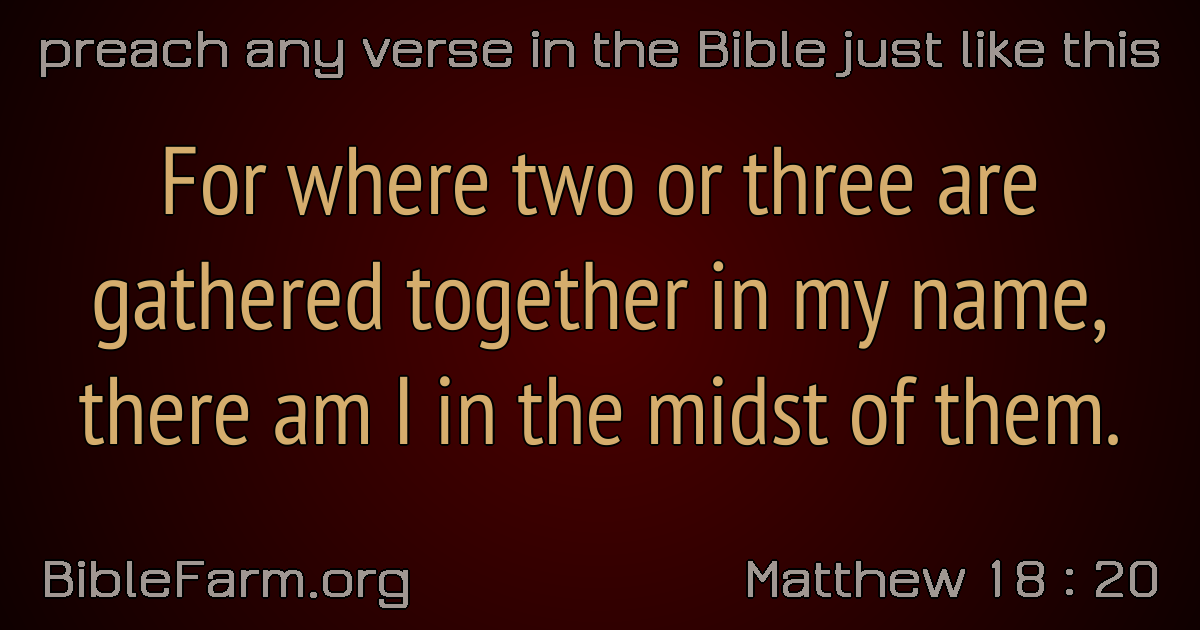 preach any verse in the Bible just like this
For where two or three are
gathered together in my name,
there am I in the midst of them.
BibleFarm.org
Matthew 18 : 20